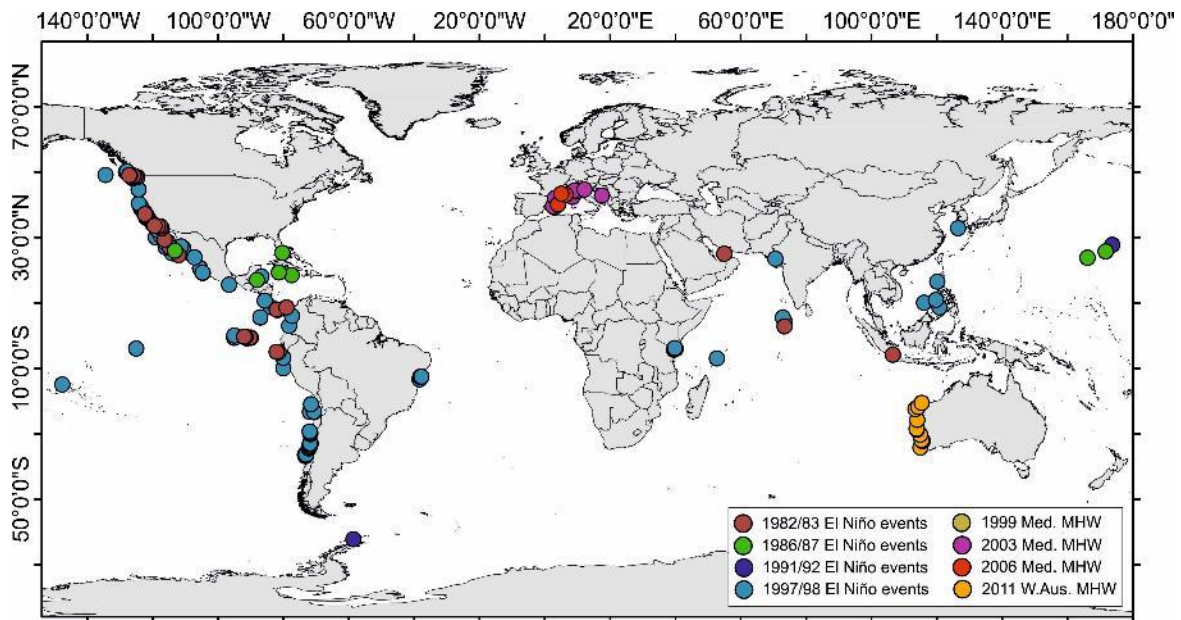 140°0'0"W 100°0'0"W 60°0'0"W 20°0'0"W 20°0'0"E 60°0'0"E 100°0'0"E 140°0'0"E 180°0'0"
70°0'0"N
30°0'0"N
10°0'0"S
50°0'0"S
1982/83 El Niño events
1986/87 El Niño events
1991/92 El Niño events
1997/98 El Niño events
1999 Med. MHW
2003 Med. MHW
2006 Med. MHW
2011 W.Aus. MHW